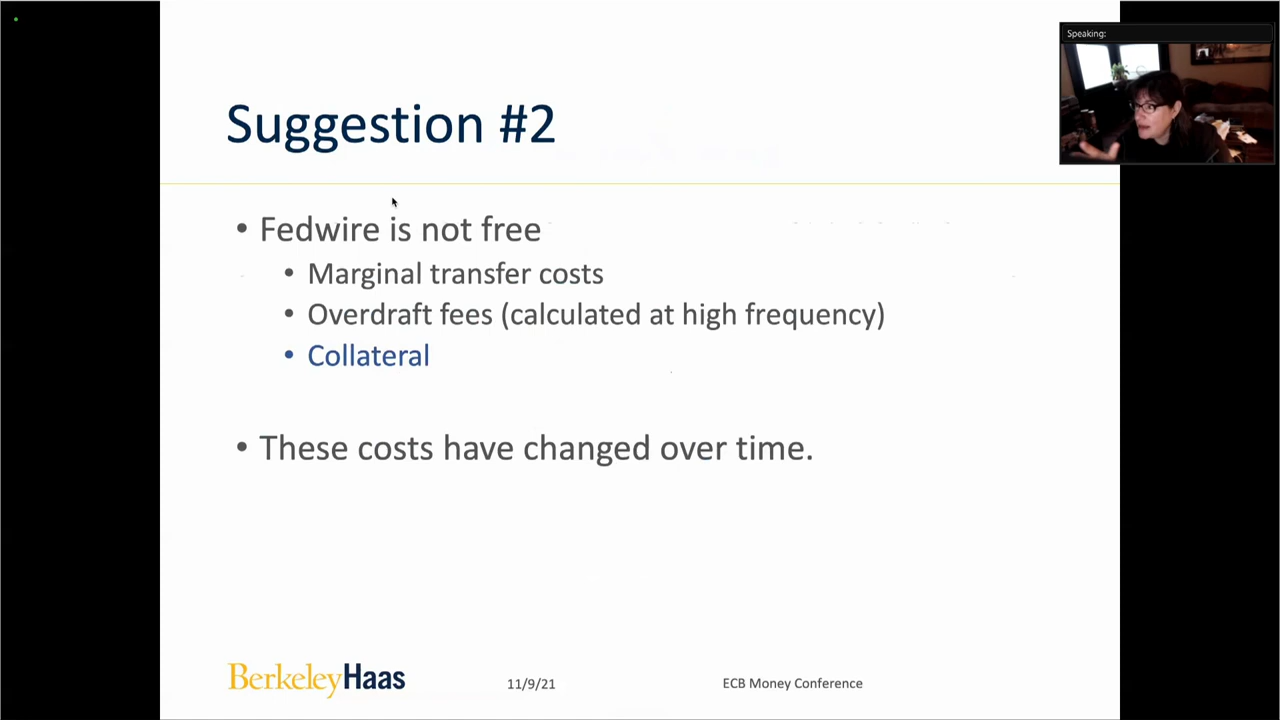 Speaking:
Suggestion #2
• Fedwire is not free
• Marginal transfer costs
• Overdraft fees (calculated at high frequency)
• Collateral
• These costs have changed over time.
BerkeleyHaas
11/9/21
ECB Money Conference